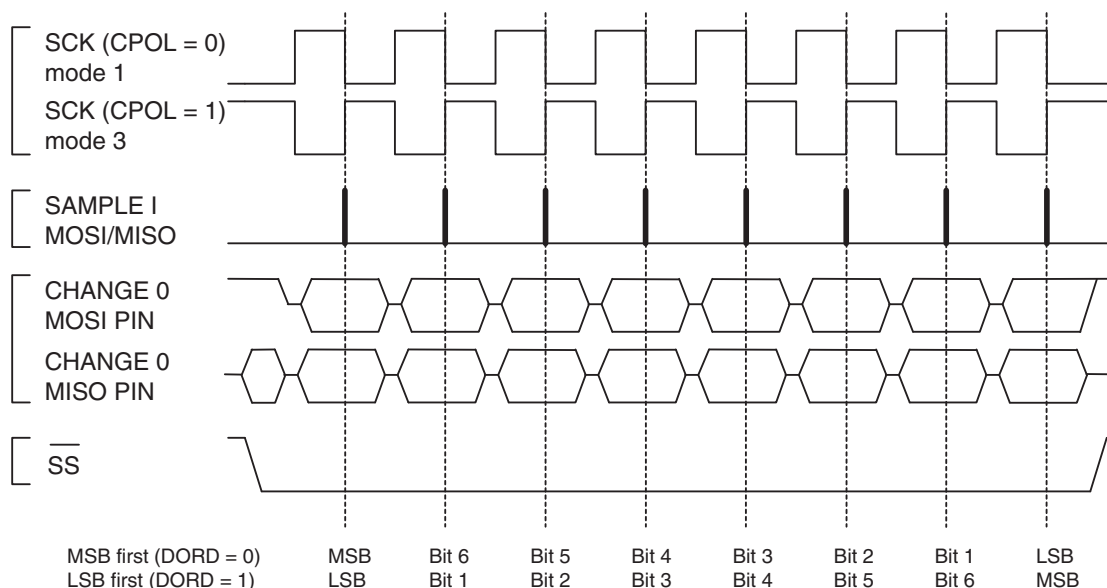 SCK (CPOL = 0)
mode 1
SCK (CPOL = 1)
mode 3
SAMPLE I
MOSI/MISO
CHANGE 0
MOSI PIN
CHANGE 0
MISO PIN
SS
MSB first (DORD = 0) MSB Bit 6 Bit 5 Bit 4 Bit 3 Bit 2 Bit 1 LSB
LSB first (DORD = 1) LSB Bit 1 Bit 2 Bit 3 Bit 4 Bit 5 Bit 6 MSB